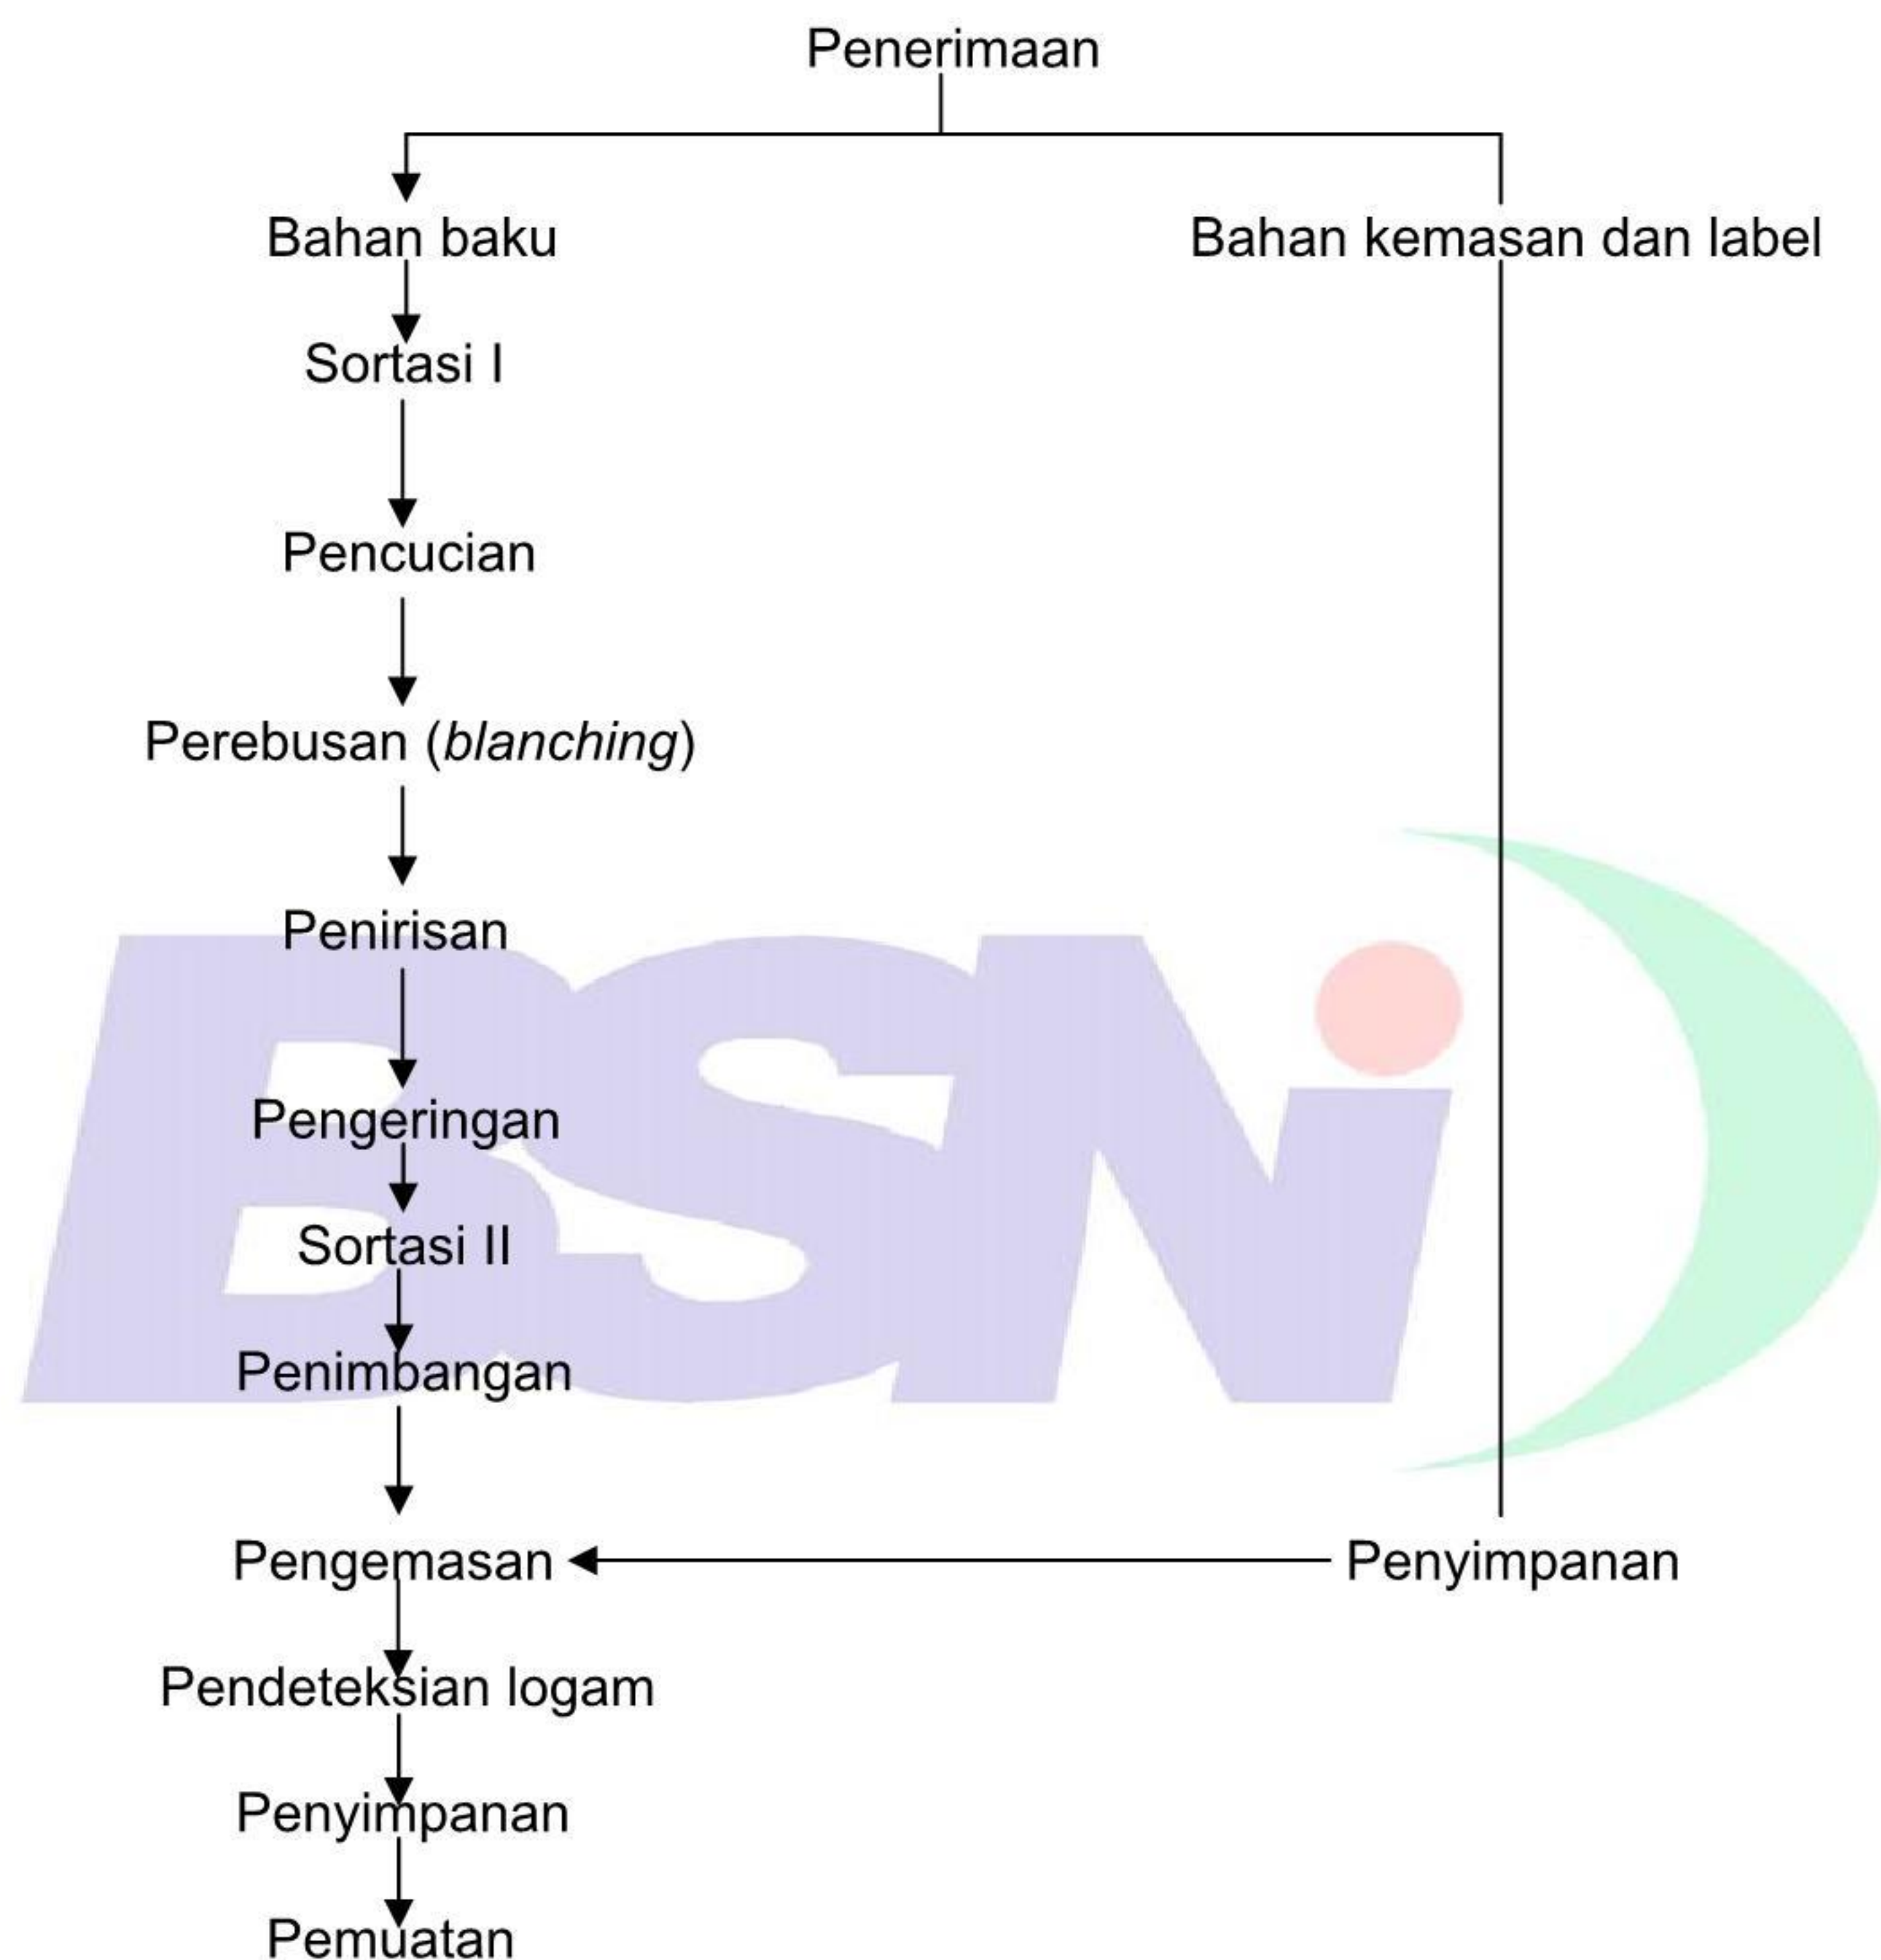 Penerimaan
Bahan baku
Bahan kemasan dan label
Sortasi I
Pencucian
Perebusan (blanching)
Penirisan
BSNi
Pengeringan
Sortasi II
Penimbangan
Pengemasan
Penyimpanan
Pendeteksian logam
Penyimpanan
Pemuatan